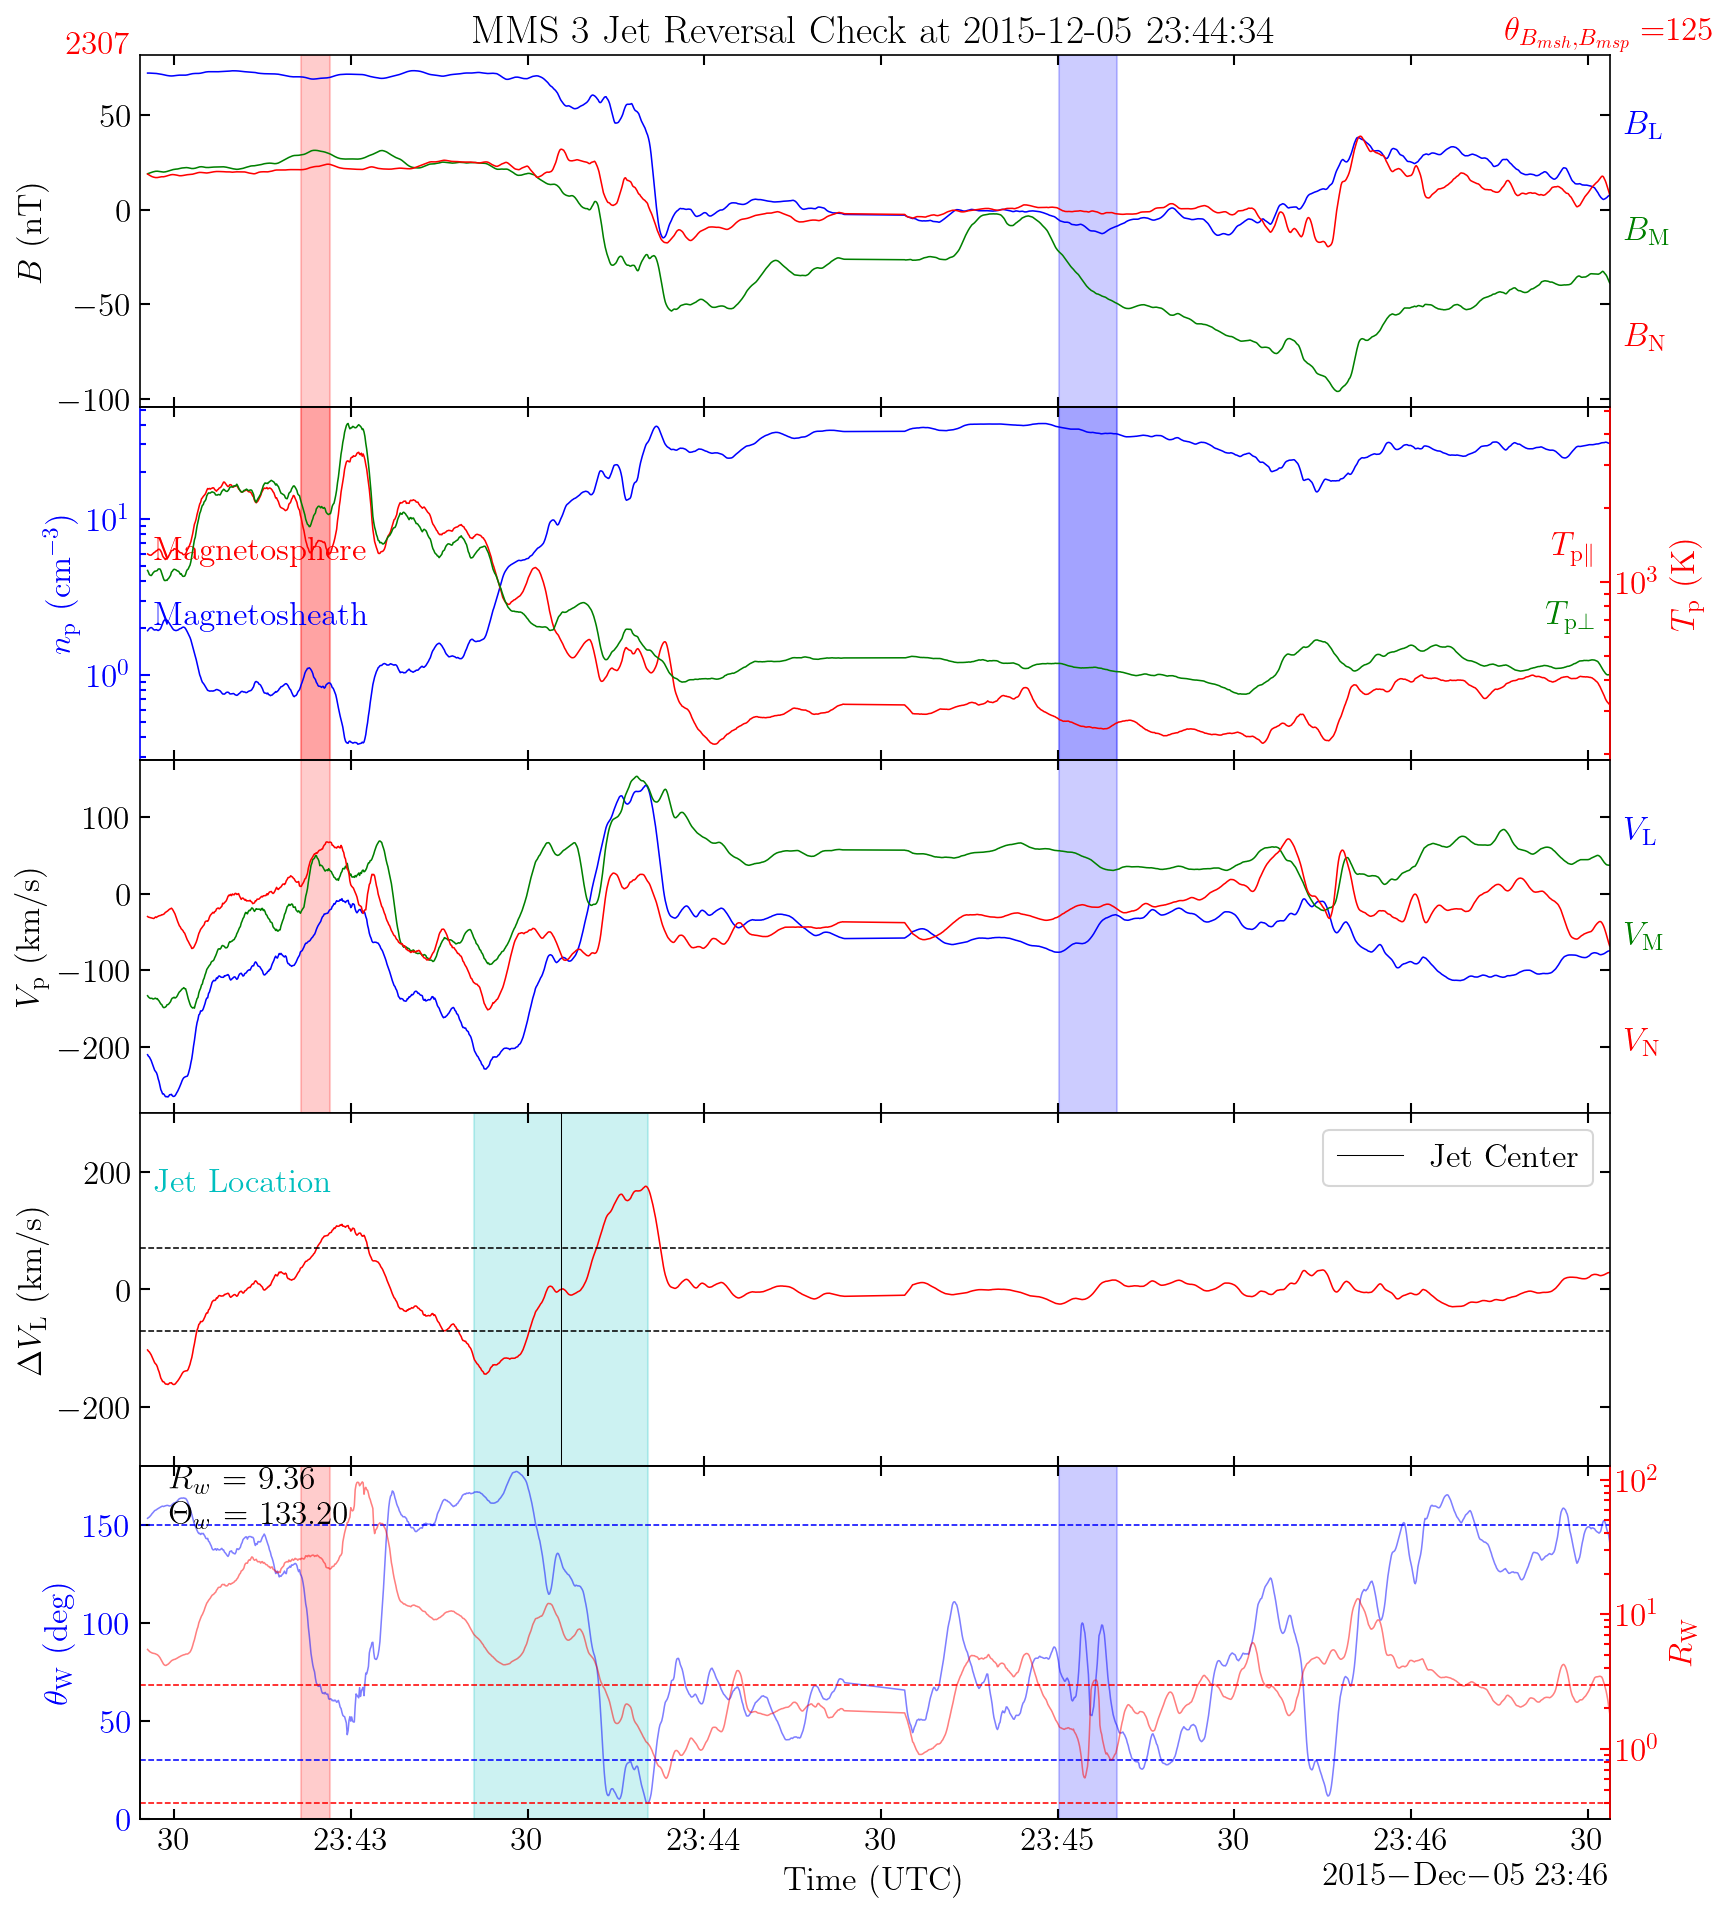 MMS 3 Jet Reversal Check at 2015-12-05 23:44:34
2307
θ_{B_{msh},B_{msp}} =125
B (nT)
50
0
−50
−100
B_L
B_M
B_N
n_p (cm^{−3})
10^1
10^0
Magnetosphere
Magnetosheath
T_{p∥}
T_{p⊥}
10^3
T_p (K)
V_p (km/s)
100
0
−100
−200
V_L
V_M
V_N
ΔV_L (km/s)
200
0
−200
Jet Location
Jet Center
R_w = 9.36
Θ_w = 133.20
θ_W (deg)
150
100
50
0
10^2
10^1
10^0
R_W
30 23:43 30 23:44 30 23:45 30 23:46 30
Time (UTC)
2015−Dec−05 23:46